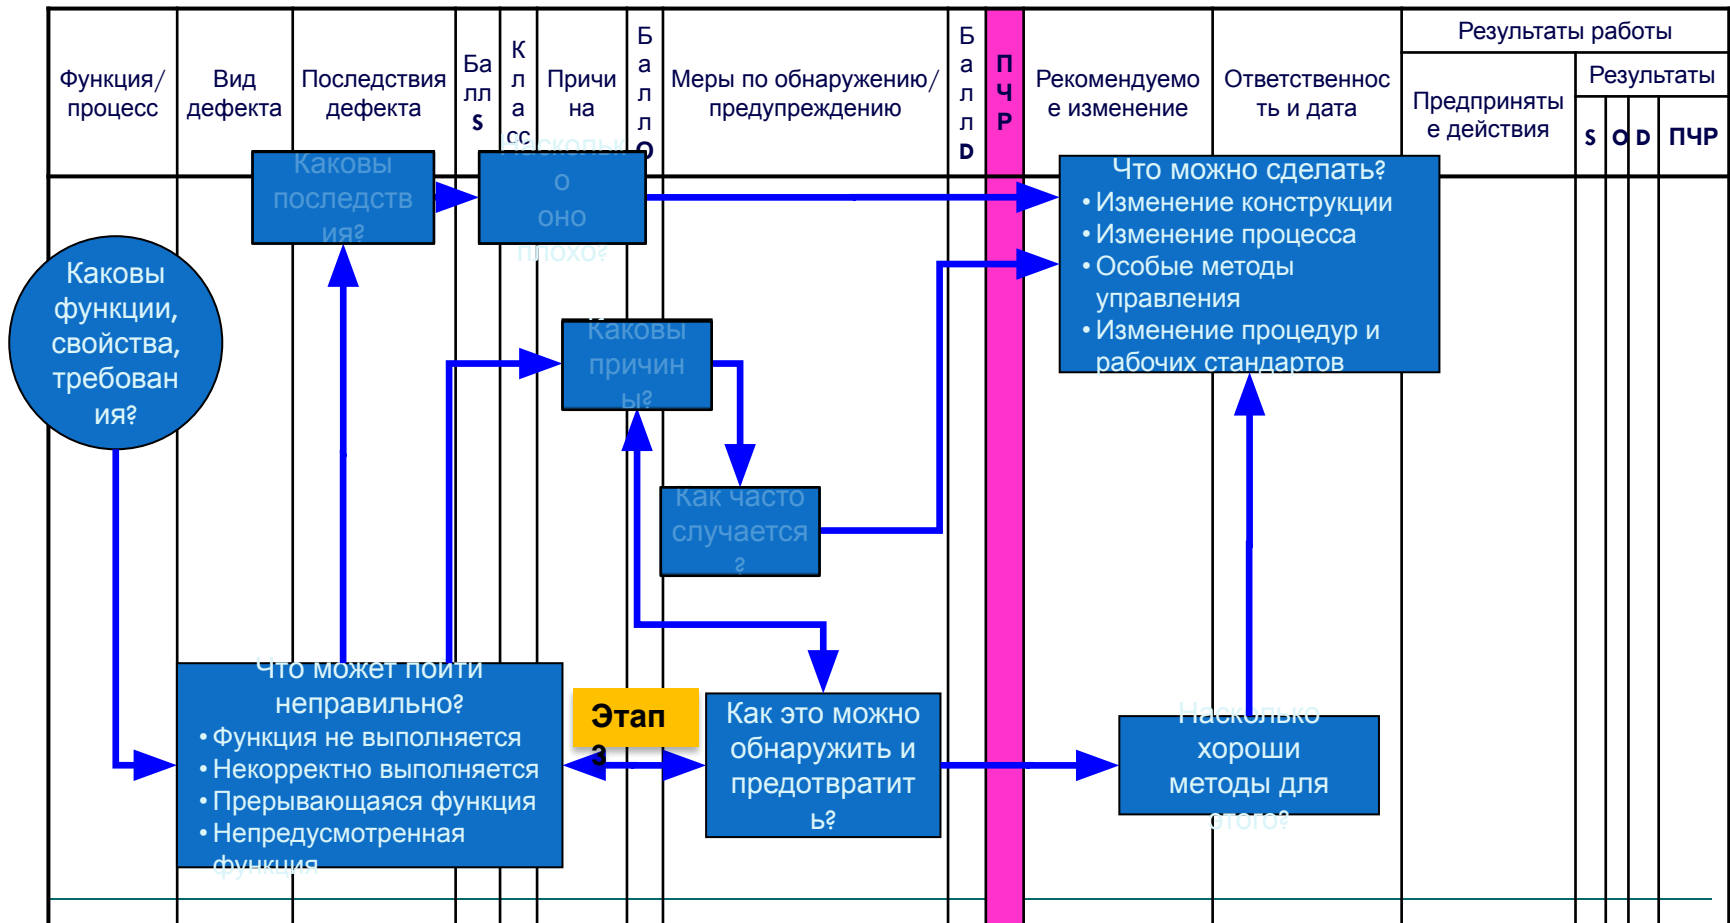 Функция/
процесс
Вид
дефекта
Последствия
дефекта
Ба
лл
S
К
л
а
сс
Причи
на
Б
а
л
л
O
Меры по обнаружению/
предупреждению
Б
а
л
л
D
П
Ч
Р
Рекомендуемо
е изменение
Ответственнос
ть и дата
Результаты работы
Предприняты
е действия
Результаты
S O D ПЧР
Каковы
последств
ия?
Наскольк
о
оно
плохо?
Что можно сделать?
• Изменение конструкции
• Изменение процесса
• Особые методы
управления
• Изменение процедур и
рабочих стандартов
Каковы
функции,
свойства,
требован
ия?
Каковы
причин
ы?
Как часто
случается
?
Что может пойти
неправильно?
• Функция не выполняется
• Некорректно выполняется
• Прерывающаяся функция
• Непредусмотренная
функция
Этап
3
Как это можно
обнаружить и
предотвратит
ь?
Насколько
хороши
методы для
этого?